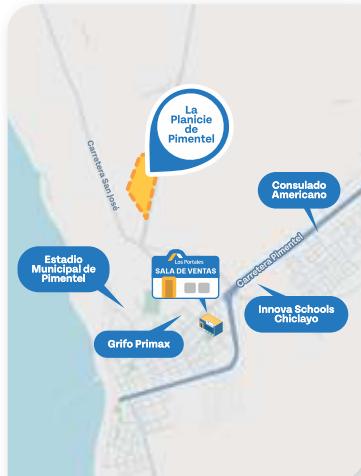 La
Planicie
de
Pimentel
Carretera San José
Consulado
Americano
Estadio
Municipal de
Pimentel
Los Portales
SALA DE VENTAS
Carretera Pimentel
Innova Schools
Chiclayo
Grifo Primax